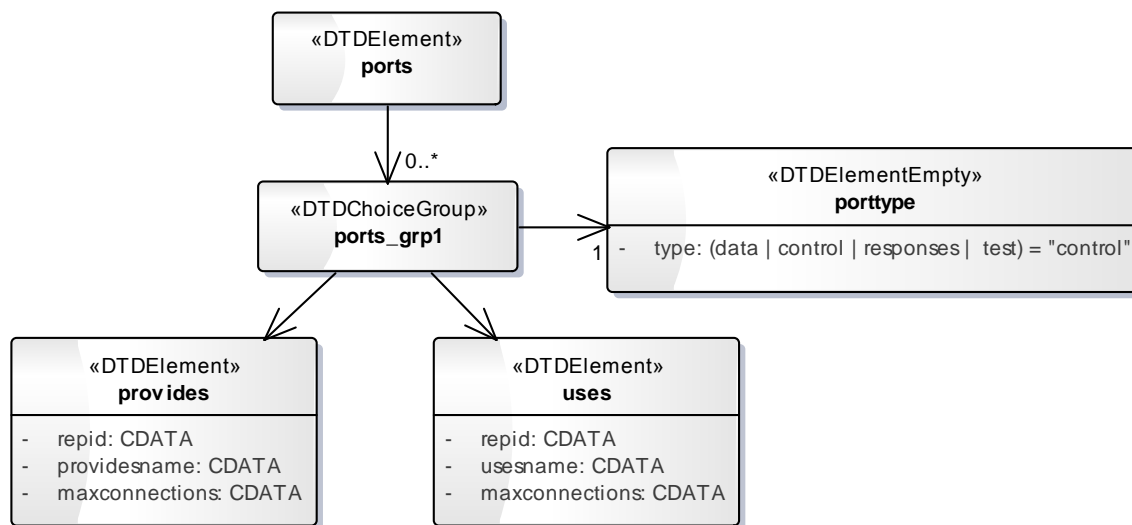 «DTDElement»
ports
0..*
«DTDChoiceGroup»
ports_grp1
1
«DTDElementEmpty»
porttype
- type: (data | control | responses | test) = "control"
«DTDElement»
provides
- repid: CDATA
- providesname: CDATA
- maxconnections: CDATA
«DTDElement»
uses
- repid: CDATA
- usesname: CDATA
- maxconnections: CDATA